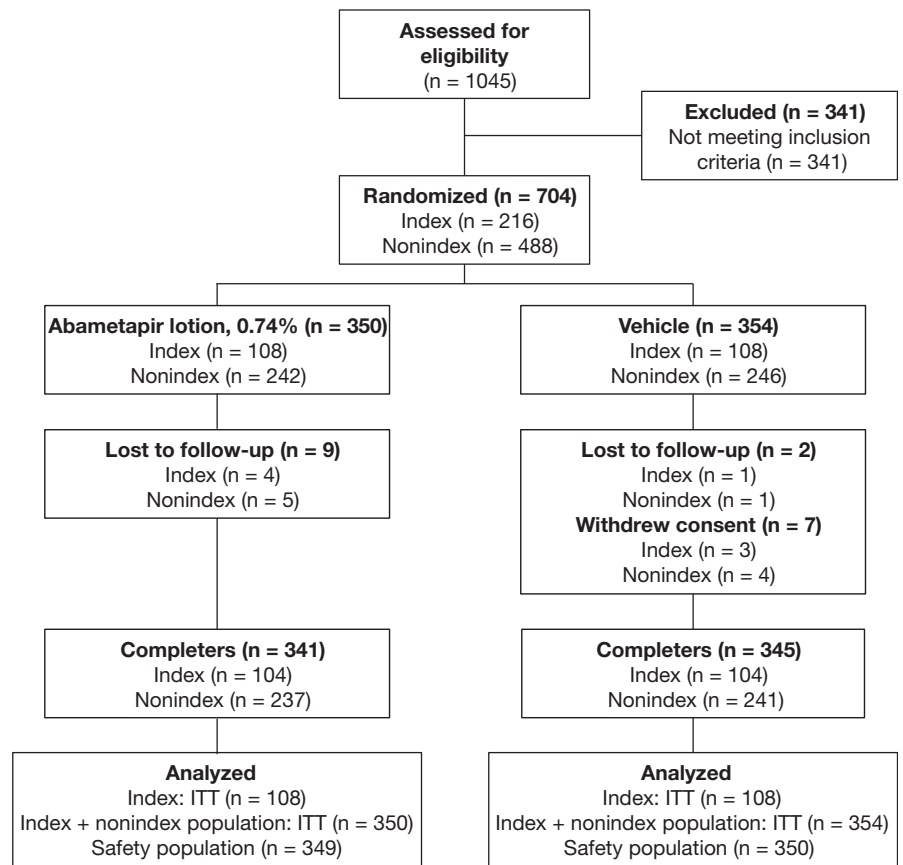 Assessed for
eligibility
(n = 1045)
Excluded (n = 341)
Not meeting inclusion
criteria (n = 341)
Randomized (n = 704)
Index (n = 216)
Nonindex (n = 488)
Abametapir lotion, 0.74% (n = 350)
Index (n = 108)
Nonindex (n = 242)
Vehicle (n = 354)
Index (n = 108)
Nonindex (n = 246)
Lost to follow-up (n = 9)
Index (n = 4)
Nonindex (n = 5)
Lost to follow-up (n = 2)
Index (n = 1)
Nonindex (n = 1)
Withdrew consent (n = 7)
Index (n = 3)
Nonindex (n = 4)
Completers (n = 341)
Index (n = 104)
Nonindex (n = 237)
Completers (n = 345)
Index (n = 104)
Nonindex (n = 241)
Analyzed
Index: ITT (n = 108)
Index + nonindex population: ITT (n = 350)
Safety population (n = 349)
Analyzed
Index: ITT (n = 108)
Index + nonindex population: ITT (n = 354)
Safety population (n = 350)